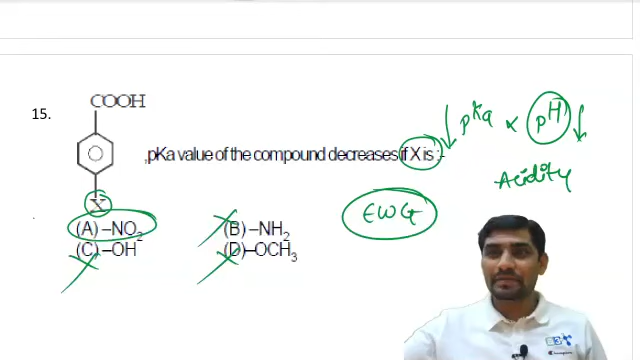 COOH
15.
,pKa value of the compound decreases if X is :-
X
(A) –NO₂ (B) –NH₂
(C) –OH (D) –OCH₃
↓ pKa ∝ pH ↓
Acidity
EWG